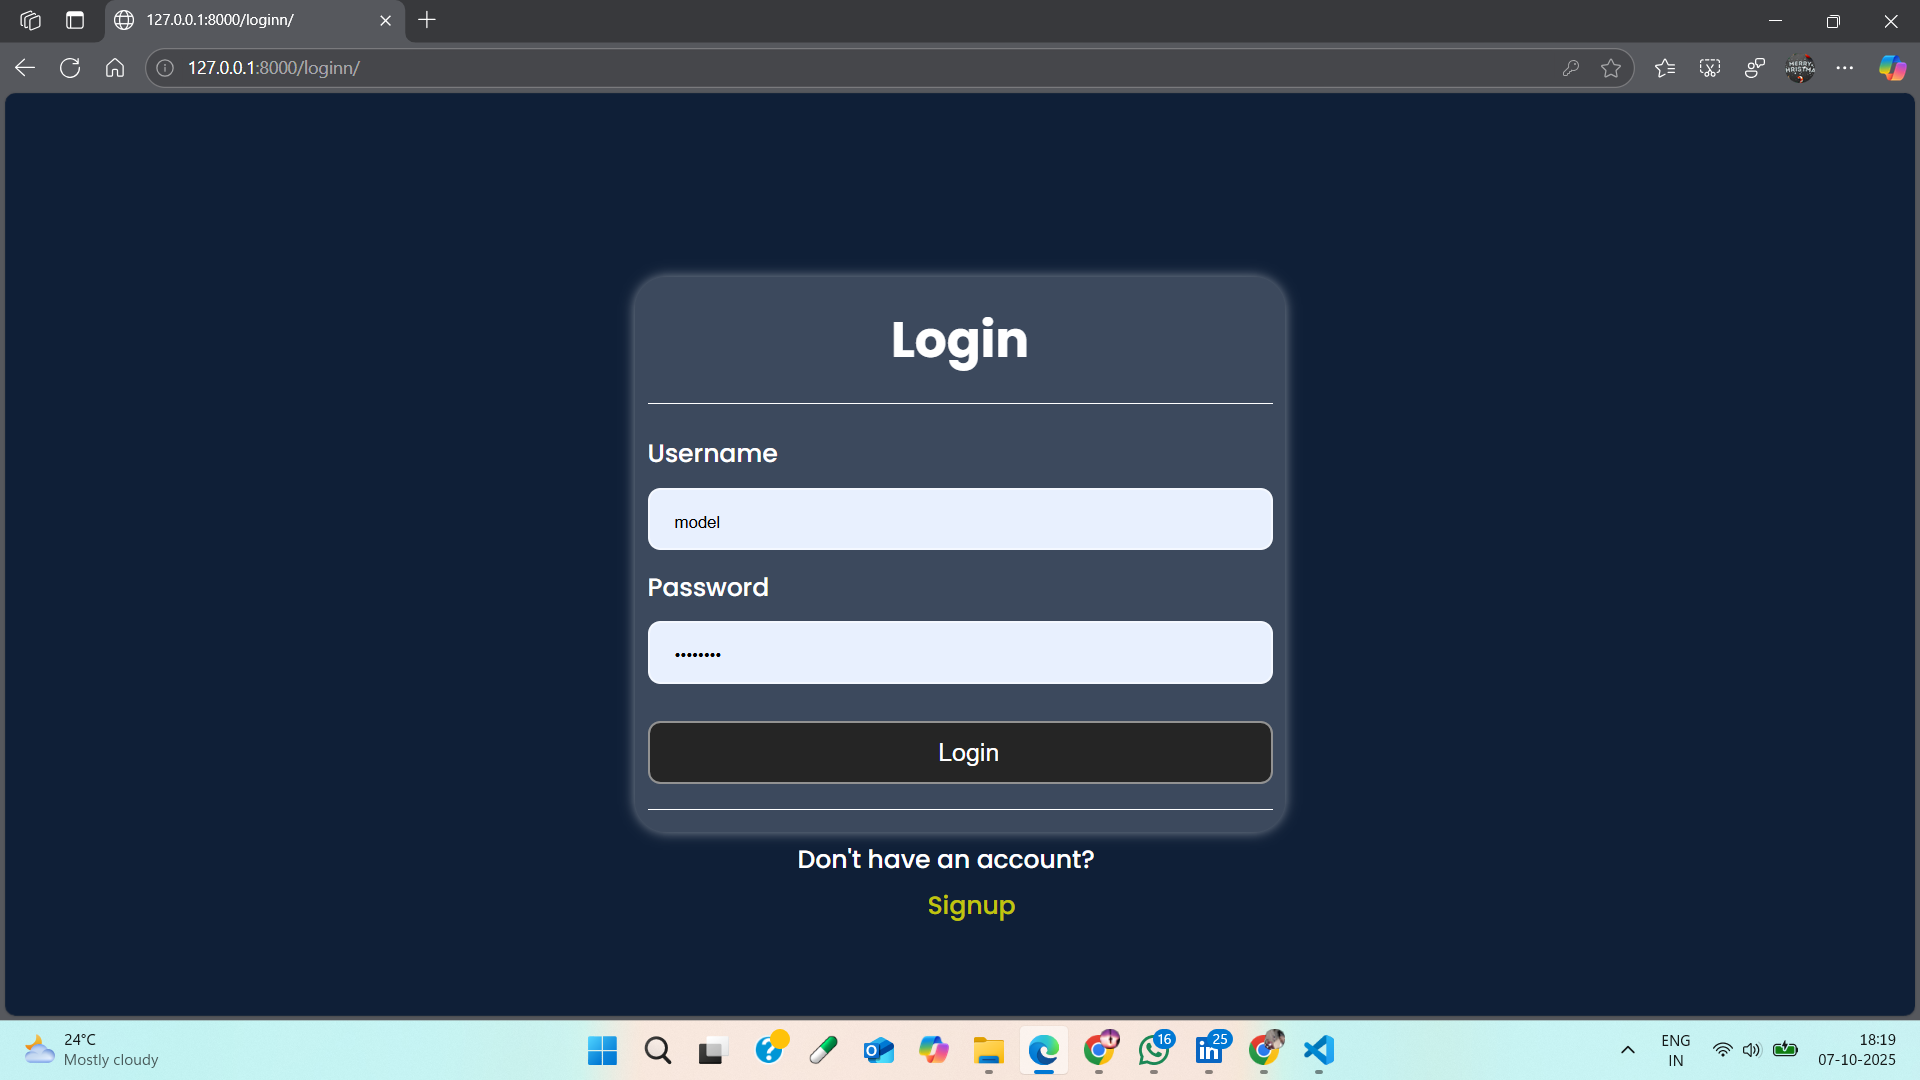 127.0.0.1:8000/loginn/
127.0.0.1:8000/loginn/
Login
Username
model
Password
••••••••
Login
Don't have an account?
Signup
24°C
Mostly cloudy
16
25
ENG
IN
18:19
07-10-2025